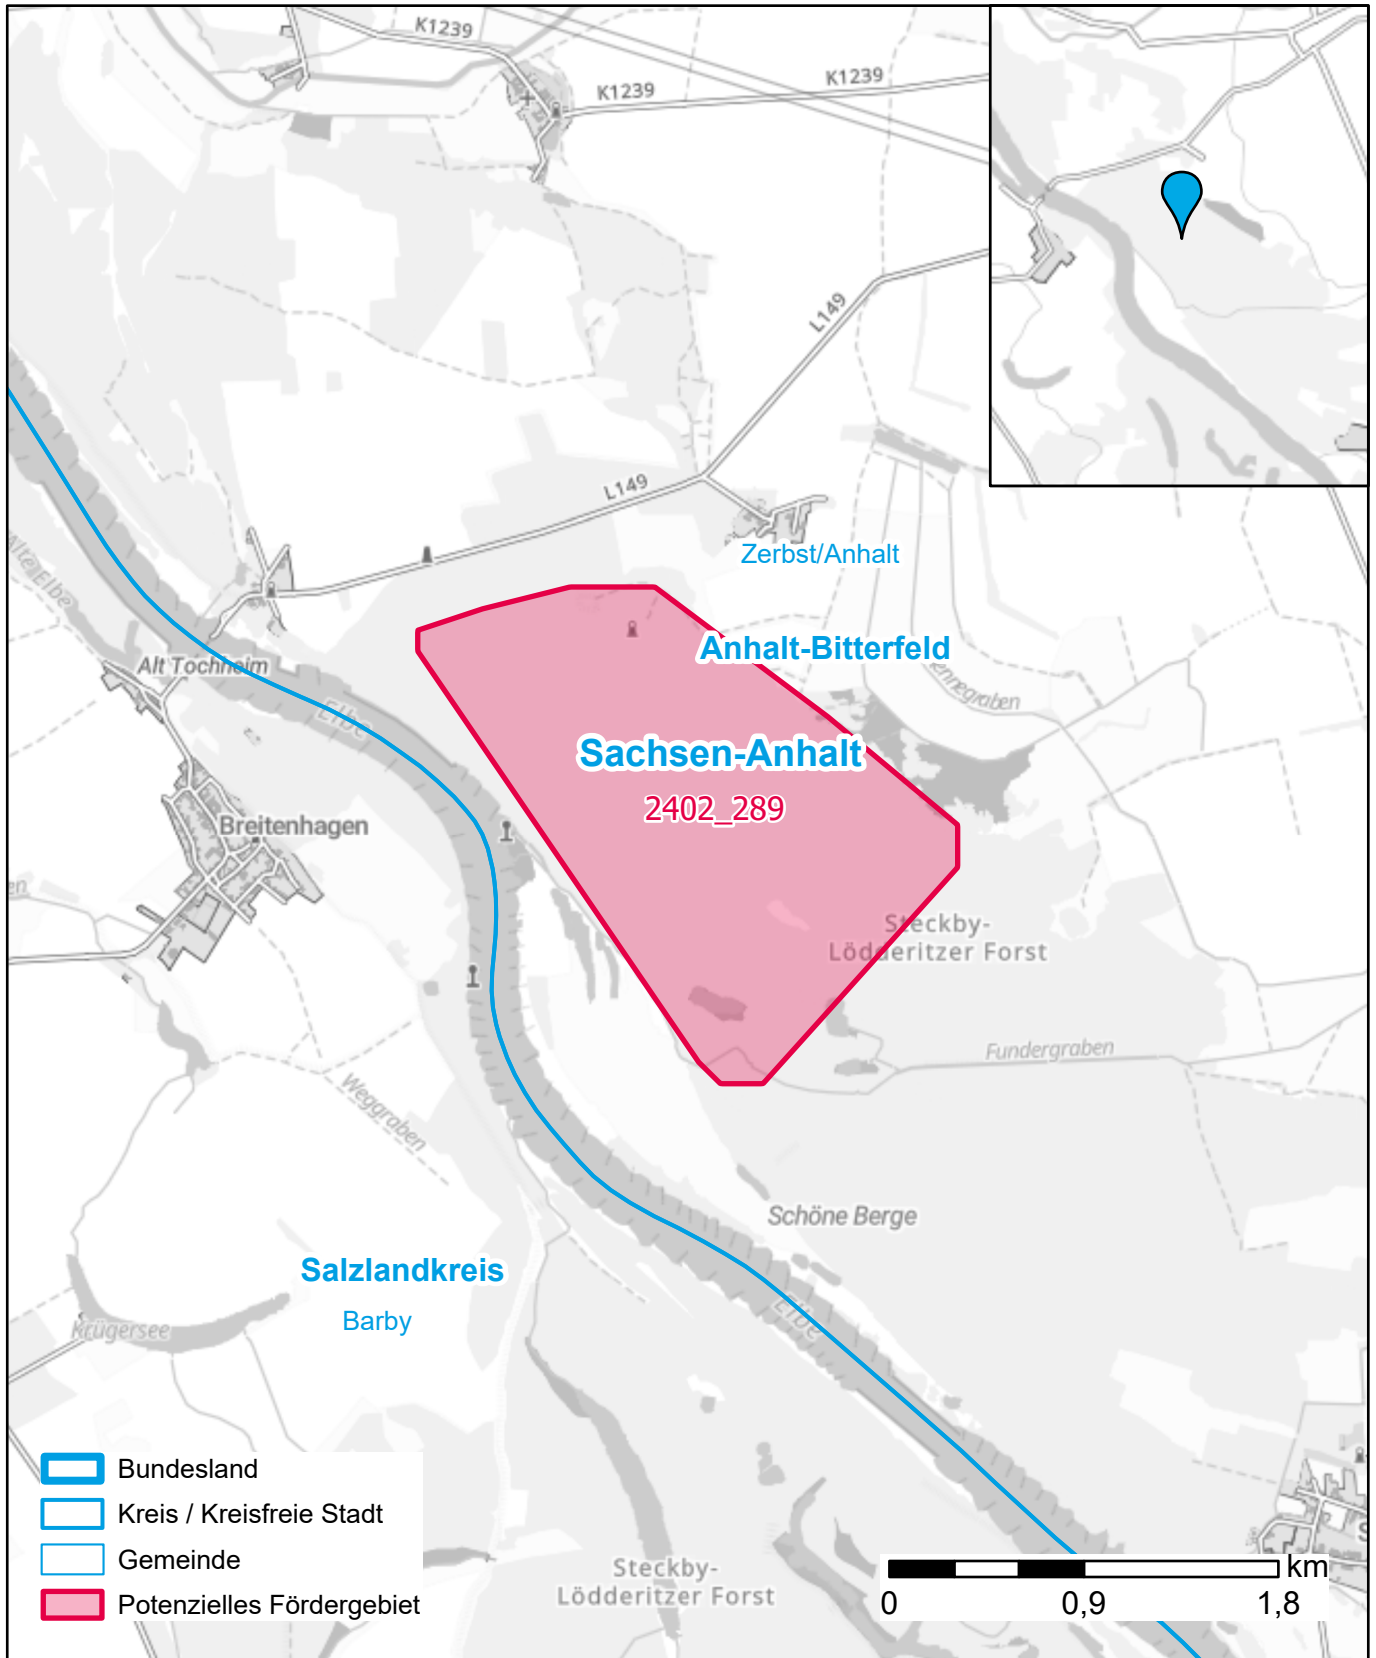 K1239
K1239
K1239
L149
L149
Zerbst/Anhalt
Alte Elbe
Anhalt-Bitterfeld
Alt Tochheim
Elbe
Sachsen-Anhalt
2402_289
Breitenhagen
Steckby-
Lödderitzer Forst
Fundergraben
Weggraben
Schöne Berge
Salzlandkreis
Elbe
Barby
Krügersee
Bundesland
Kreis / Kreisfreie Stadt
Gemeinde
Potenzielles Fördergebiet
Steckby-
Lödderitzer Forst
km
0 0,9 1,8